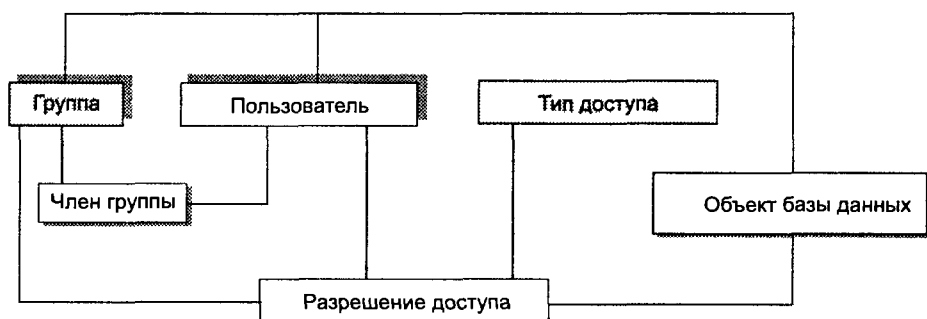 Группа
Пользователь
Тип доступа
Член группы
Объект базы данных
Разрешение доступа